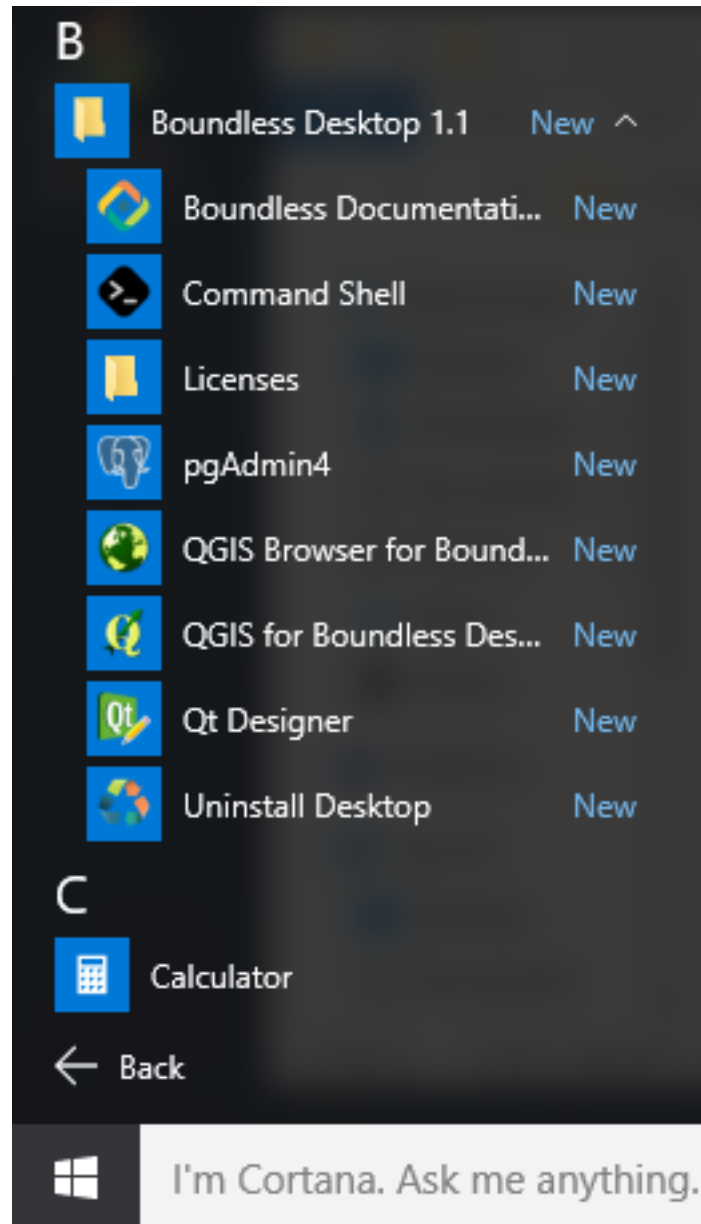 B
Boundless Desktop 1.1 New
Boundless Documentati... New
Command Shell New
Licenses New
pgAdmin4 New
QGIS Browser for Bound... New
QGIS for Boundless Des... New
Qt Designer New
Uninstall Desktop New
C
Calculator
Back
I'm Cortana. Ask me anything.